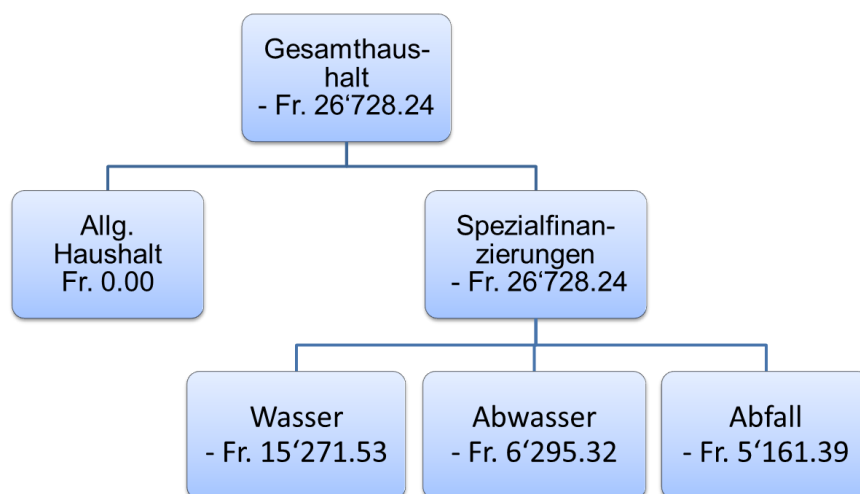 Gesamthaus-
halt
- Fr. 26‘728.24
Allg.
Haushalt
Fr. 0.00
Spezialfinan-
zierungen
- Fr. 26‘728.24
Wasser
- Fr. 15‘271.53
Abwasser
- Fr. 6‘295.32
Abfall
- Fr. 5‘161.39